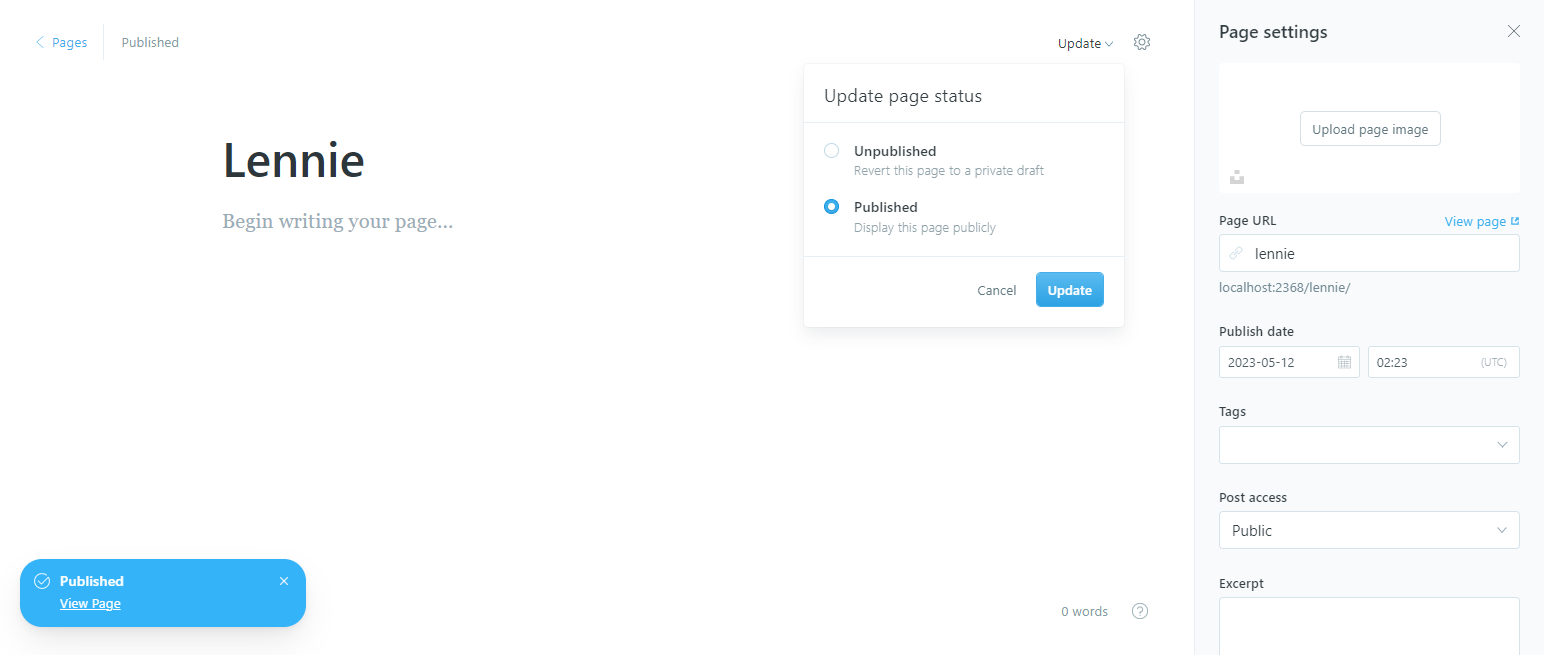 Pages
Published
Update
Update page status
Unpublished
Revert this page to a private draft
Published
Display this page publicly
Cancel
Update
Lennie
Begin writing your page...
Published
View Page
0 words
?
Page settings
Upload page image
Page URL
View page
lennie
localhost:2368/lennie/
Publish date
2023-05-12
02:23
(UTC)
Tags
Post access
Public
Excerpt